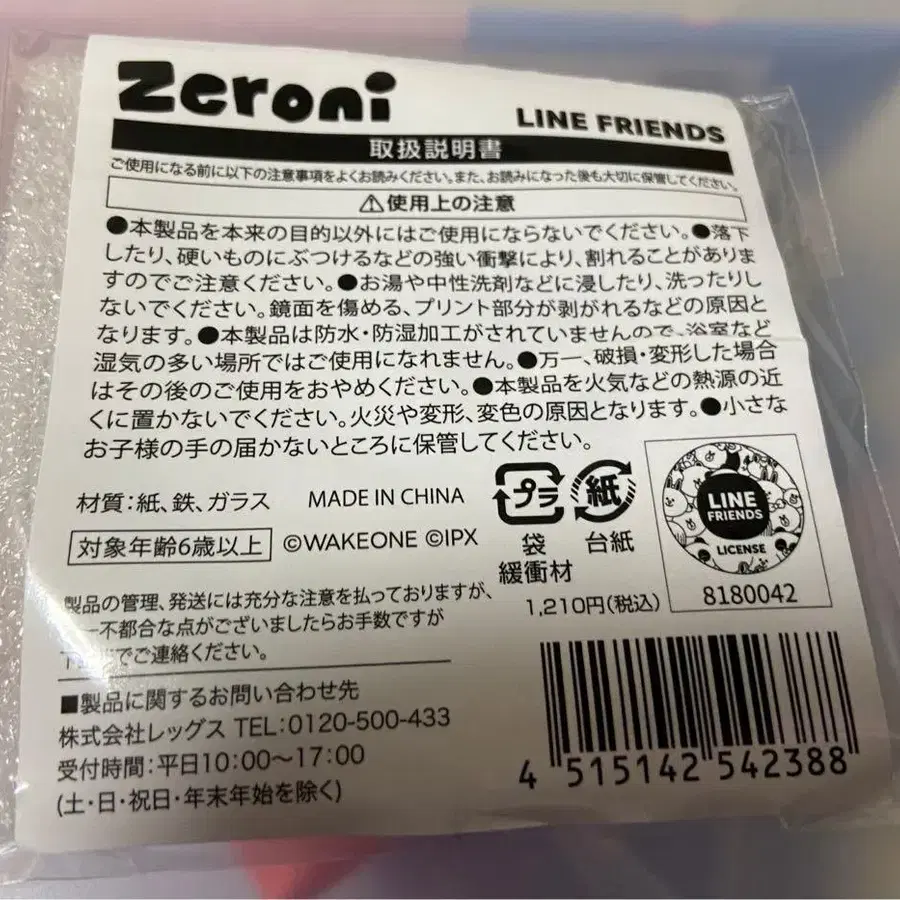 Zeroni
LINE FRIENDS
取扱説明書
ご使用になる前に以下の注意事項をよくお読みください。また、お読みになった後も大切に保管してください。
⚠使用上の注意
●本製品を本来の目的以外にはご使用にならないでください。●落下
したり、硬いものにぶつけるなどの強い衝撃により、割れることがありま
すのでご注意ください。●お湯や中性洗剤などに浸したり、洗ったりし
ないでください。鏡面を傷める、プリント部分が剥がれるなどの原因と
なります。●本製品は防水・防湿加工がされていませんので、浴室など
湿気の多い場所ではご使用になれません。●万一、破損・変形した場合
はその後のご使用をおやめください。●本製品を火気などの熱源の近
くに置かないでください。火災や変形、変色の原因となります。●小さな
お子様の手の届かないところに保管してください。
材質：紙、鉄、ガラス MADE IN CHINA
対象年齢6歳以上 ©WAKEONE ©IPX
プラ
袋
緩衝材
紙
台紙
LINE
FRIENDS
LICENSE
8180042
1,210円（税込）
製品の管理、発送には充分な注意を払っておりますが、
一不都合な点がございましたらお手数ですが
でご連絡ください。
■製品に関するお問い合わせ先
株式会社レッグス TEL：0120-500-433
受付時間：平日10：00〜17：00
（土・日・祝日・年末年始を除く）
4 515142 542388